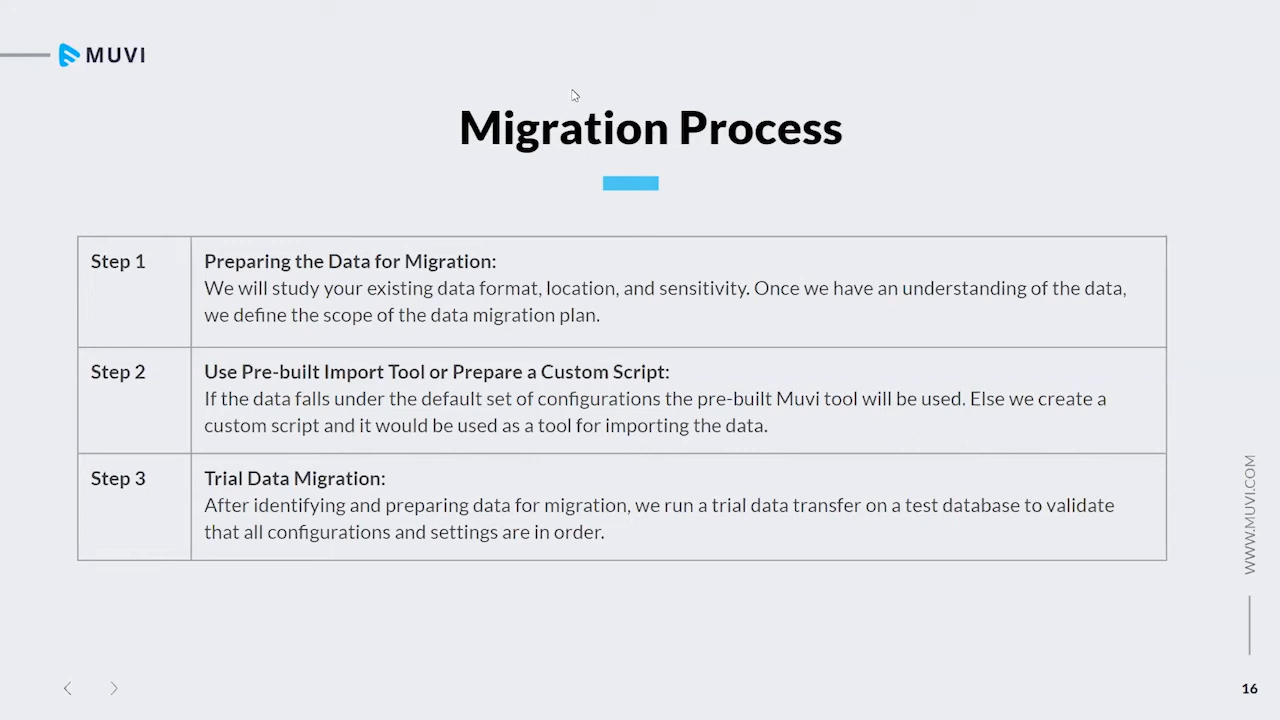 MUVI
Migration Process
Step 1
Preparing the Data for Migration:
We will study your existing data format, location, and sensitivity. Once we have an understanding of the data,
we define the scope of the data migration plan.
Step 2
Use Pre-built Import Tool or Prepare a Custom Script:
If the data falls under the default set of configurations the pre-built Muvi tool will be used. Else we create a
custom script and it would be used as a tool for importing the data.
Step 3
Trial Data Migration:
After identifying and preparing data for migration, we run a trial data transfer on a test database to validate
that all configurations and settings are in order.
WWW.MUVI.COM
16